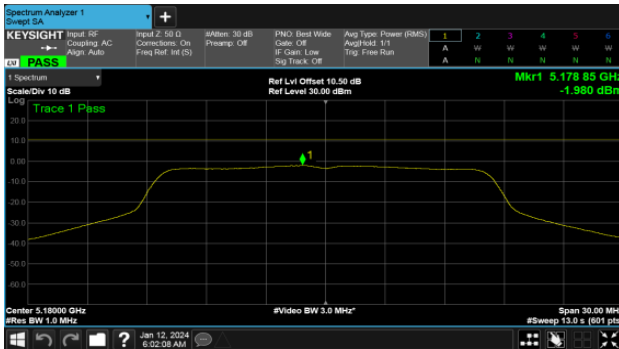 Spectrum Analyzer 1
Swept SA
+
KEYSIGHT Input: RF
Coupling: AC
Align: Auto
Input Z: 50 Ω
Corrections: On
Freq Ref: Int (S)
#Atten: 30 dB
Preamp: Off
PNO: Best Wide
Gate: Off
IF Gain: Low
Sig Track: Off
Avg Type: Power (RMS)
Avg|Hold: 1/1
Trig: Free Run
1 2 3 4 5 6
A W W W W W
A N N N N N
LXI PASS
1 Spectrum
Scale/Div 10 dB
Ref Lvl Offset 10.50 dB
Ref Level 30.00 dBm
Mkr1 5.178 85 GHz
-1.980 dBm
Log
Trace 1 Pass
20.0
10.0
0.00
-10.0
-20.0
-30.0
-40.0
-50.0
-60.0
1
Center 5.18000 GHz
#Res BW 1.0 MHz
#Video BW 3.0 MHz*
Span 30.00 MH
#Sweep 13.0 s (601 pts
?
Jan 12, 2024
6:02:08 AM